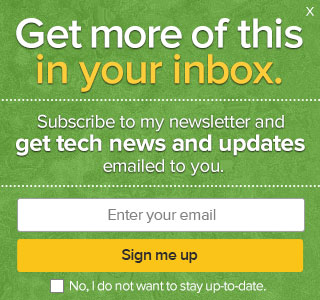 X
Get more of this
in your inbox.
Subscribe to my newsletter and
get tech news and updates
emailed to you.
Enter your email
Sign me up
No, I do not want to stay up-to-date.